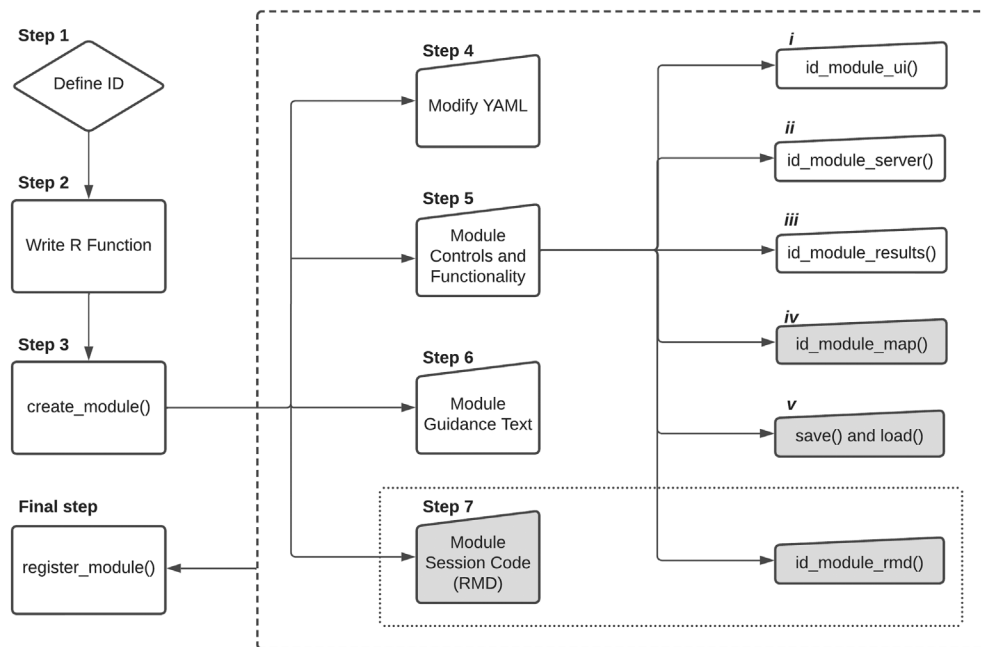 Step 1
Define ID
Step 2
Write R Function
Step 3
create_module()
Final step
register_module()
Step 4
Modify YAML
Step 5
Module
Controls and
Functionality
Step 6
Module
Guidance Text
Step 7
Module
Session Code
(RMD)
i
id_module_ui()
ii
id_module_server()
iii
id_module_results()
iv
id_module_map()
v
save() and load()
id_module_rmd()